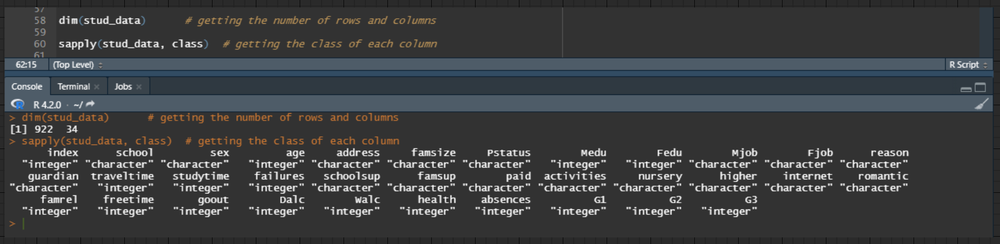 57
58 dim(stud_data)      # getting the number of rows and columns
59
60 sapply(stud_data, class)  # getting the class of each column
61
62:15 (Top Level) R Script
Console Terminal Jobs
R 4.2.0 · ~/
> dim(stud_data)      # getting the number of rows and columns
[1] 922  34
> sapply(stud_data, class)  # getting the class of each column
      index      school         sex         age     address     famsize     Pstatus        Medu        Fedu        Mjob        Fjob      reason
  "integer" "character" "character"   "integer" "character" "character" "character"   "integer"   "integer" "character" "character" "character"
   guardian  traveltime   studytime    failures   schoolsup      famsup        paid  activities     nursery      higher    internet    romantic
"character"   "integer"   "integer"   "integer" "character" "character" "character" "character" "character" "character" "character" "character"
     famrel    freetime       goout        Dalc        Walc      health    absences          G1          G2          G3
  "integer"   "integer"   "integer"   "integer"   "integer"   "integer"   "integer"   "integer"   "integer"   "integer"
>